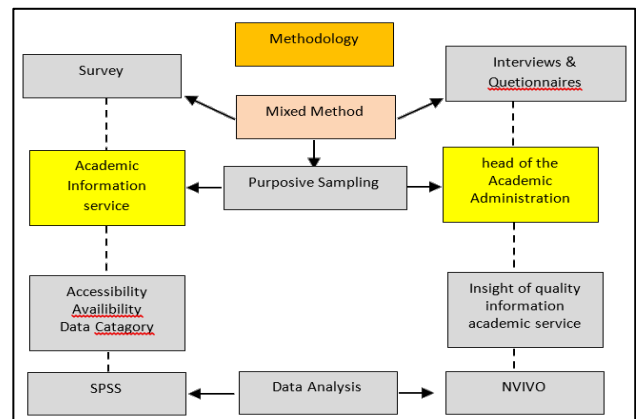 Methodology
Survey
Interviews &
Quetionnaires
Mixed Method
Academic
Information
service
Purposive Sampling
head of the
Academic
Administration
Accessibility
Availibility
Data Catagory
Insight of quality
information
academic service
SPSS
Data Analysis
NVIVO